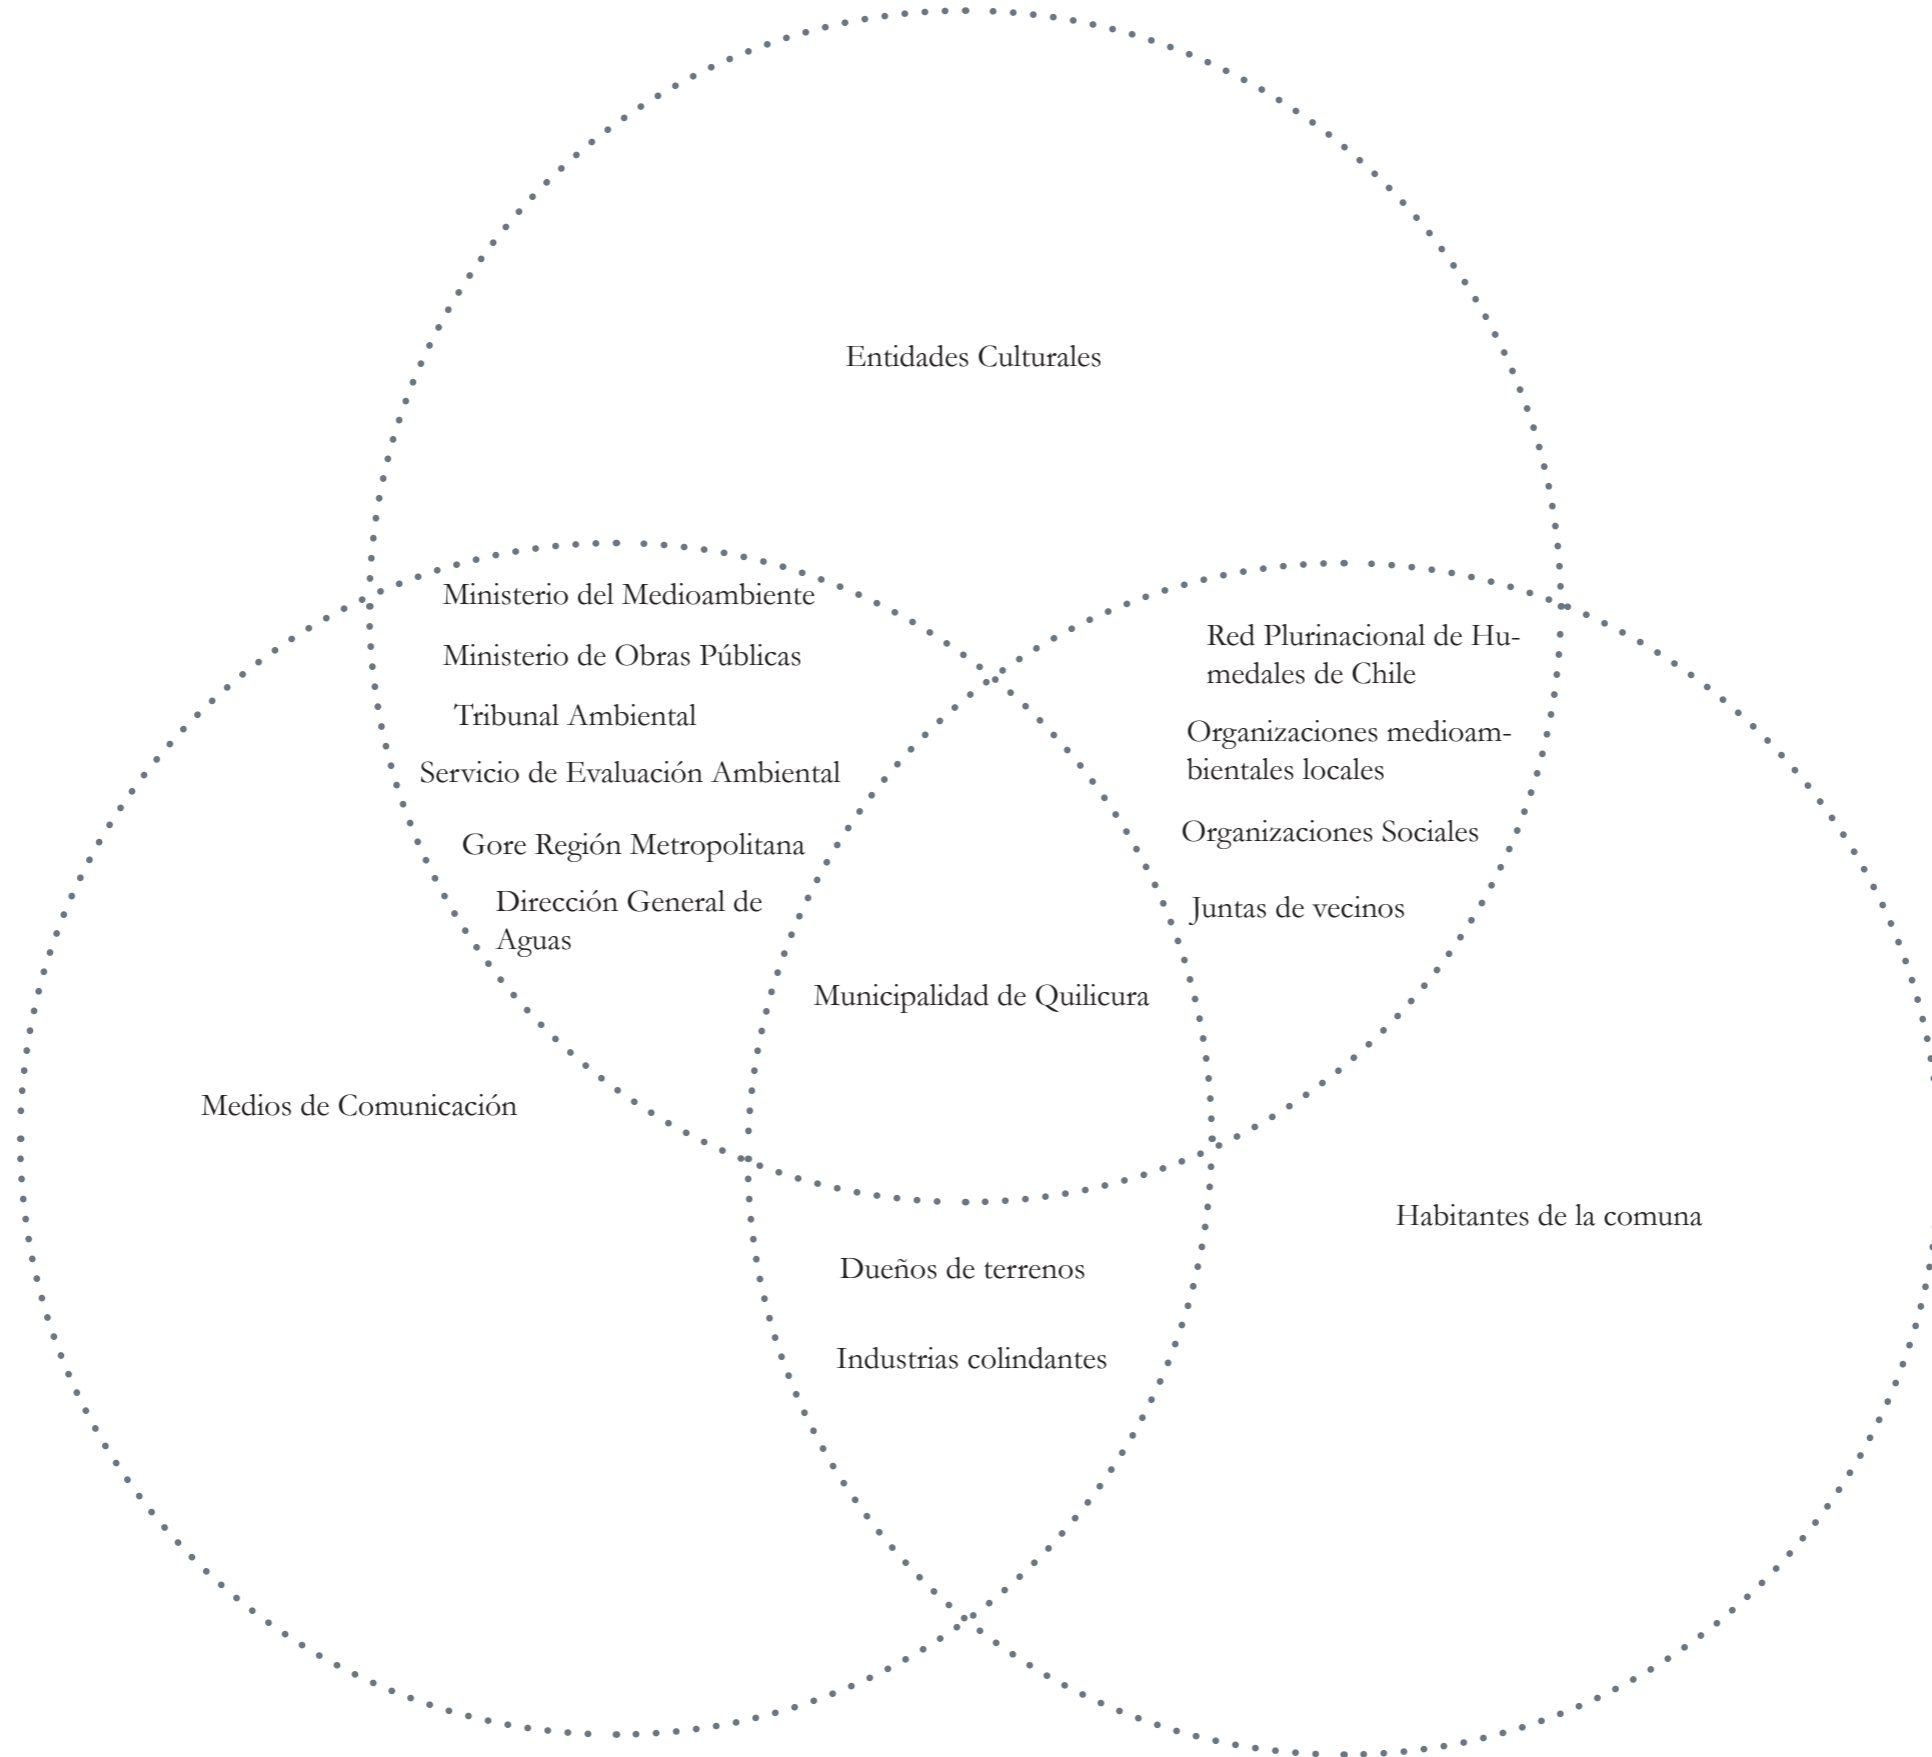 Entidades Culturales
Ministerio del Medioambiente
Ministerio de Obras Públicas
Tribunal Ambiental
Servicio de Evaluación Ambiental
Gore Región Metropolitana
Dirección General de
Aguas
Red Plurinacional de Hu-
medales de Chile
Organizaciones medioam-
bientales locales
Organizaciones Sociales
Juntas de vecinos
Municipalidad de Quilicura
Medios de Comunicación
Habitantes de la comuna
Dueños de terrenos
Industrias colindantes